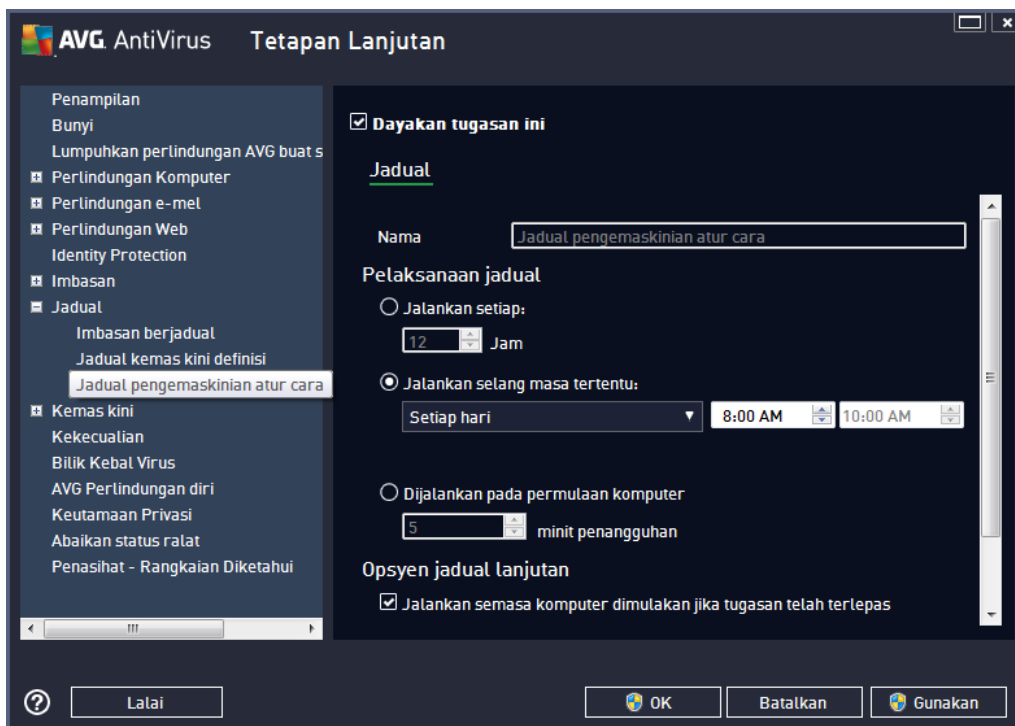 AVG. AntiVirus Tetapan Lanjutan
Penampilan
Bunyi
Lumpuhkan perlindungan AVG buat s
Perlindungan Komputer
Perlindungan e-mel
Perlindungan Web
Identity Protection
Imbasan
Jadual
Imbasan berjadual
Jadual kemas kini definisi
Jadual pengemaskinian atur cara
Kemas kini
Kekecualian
Bilik Kebal Virus
AVG Perlindungan diri
Keutamaan Privasi
Abaikan status ralat
Penasihat - Rangkaian Diketahui
Dayakan tugasan ini
Jadual
Nama Jadual pengemaskinian atur cara
Pelaksanaan jadual
Jalankan setiap:
12 Jam
Jalankan selang masa tertentu:
Setiap hari 8:00 AM 10:00 AM
Dijalankan pada permulaan komputer
5 minit penangguhan
Opsyen jadual lanjutan
Jalankan semasa komputer dimulakan jika tugasan telah terlepas
? Lalai OK Batalkan Gunakan